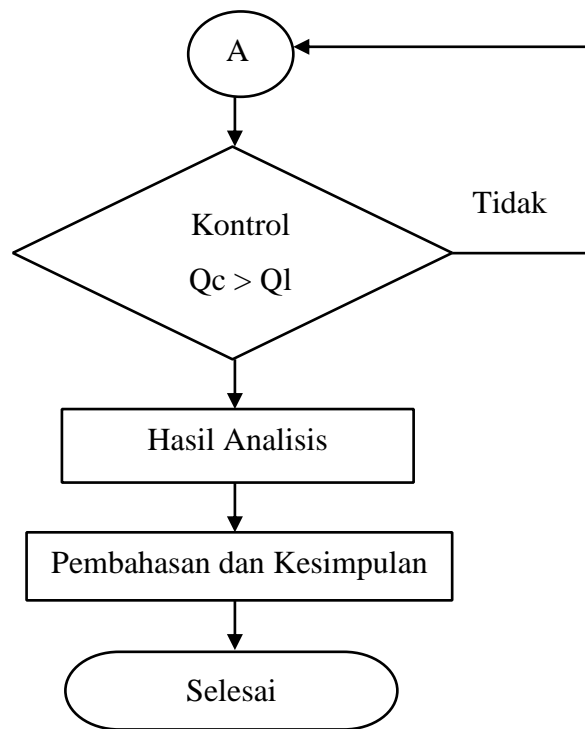 A
Tidak
Kontrol
Qc > Ql
Hasil Analisis
Pembahasan dan Kesimpulan
Selesai